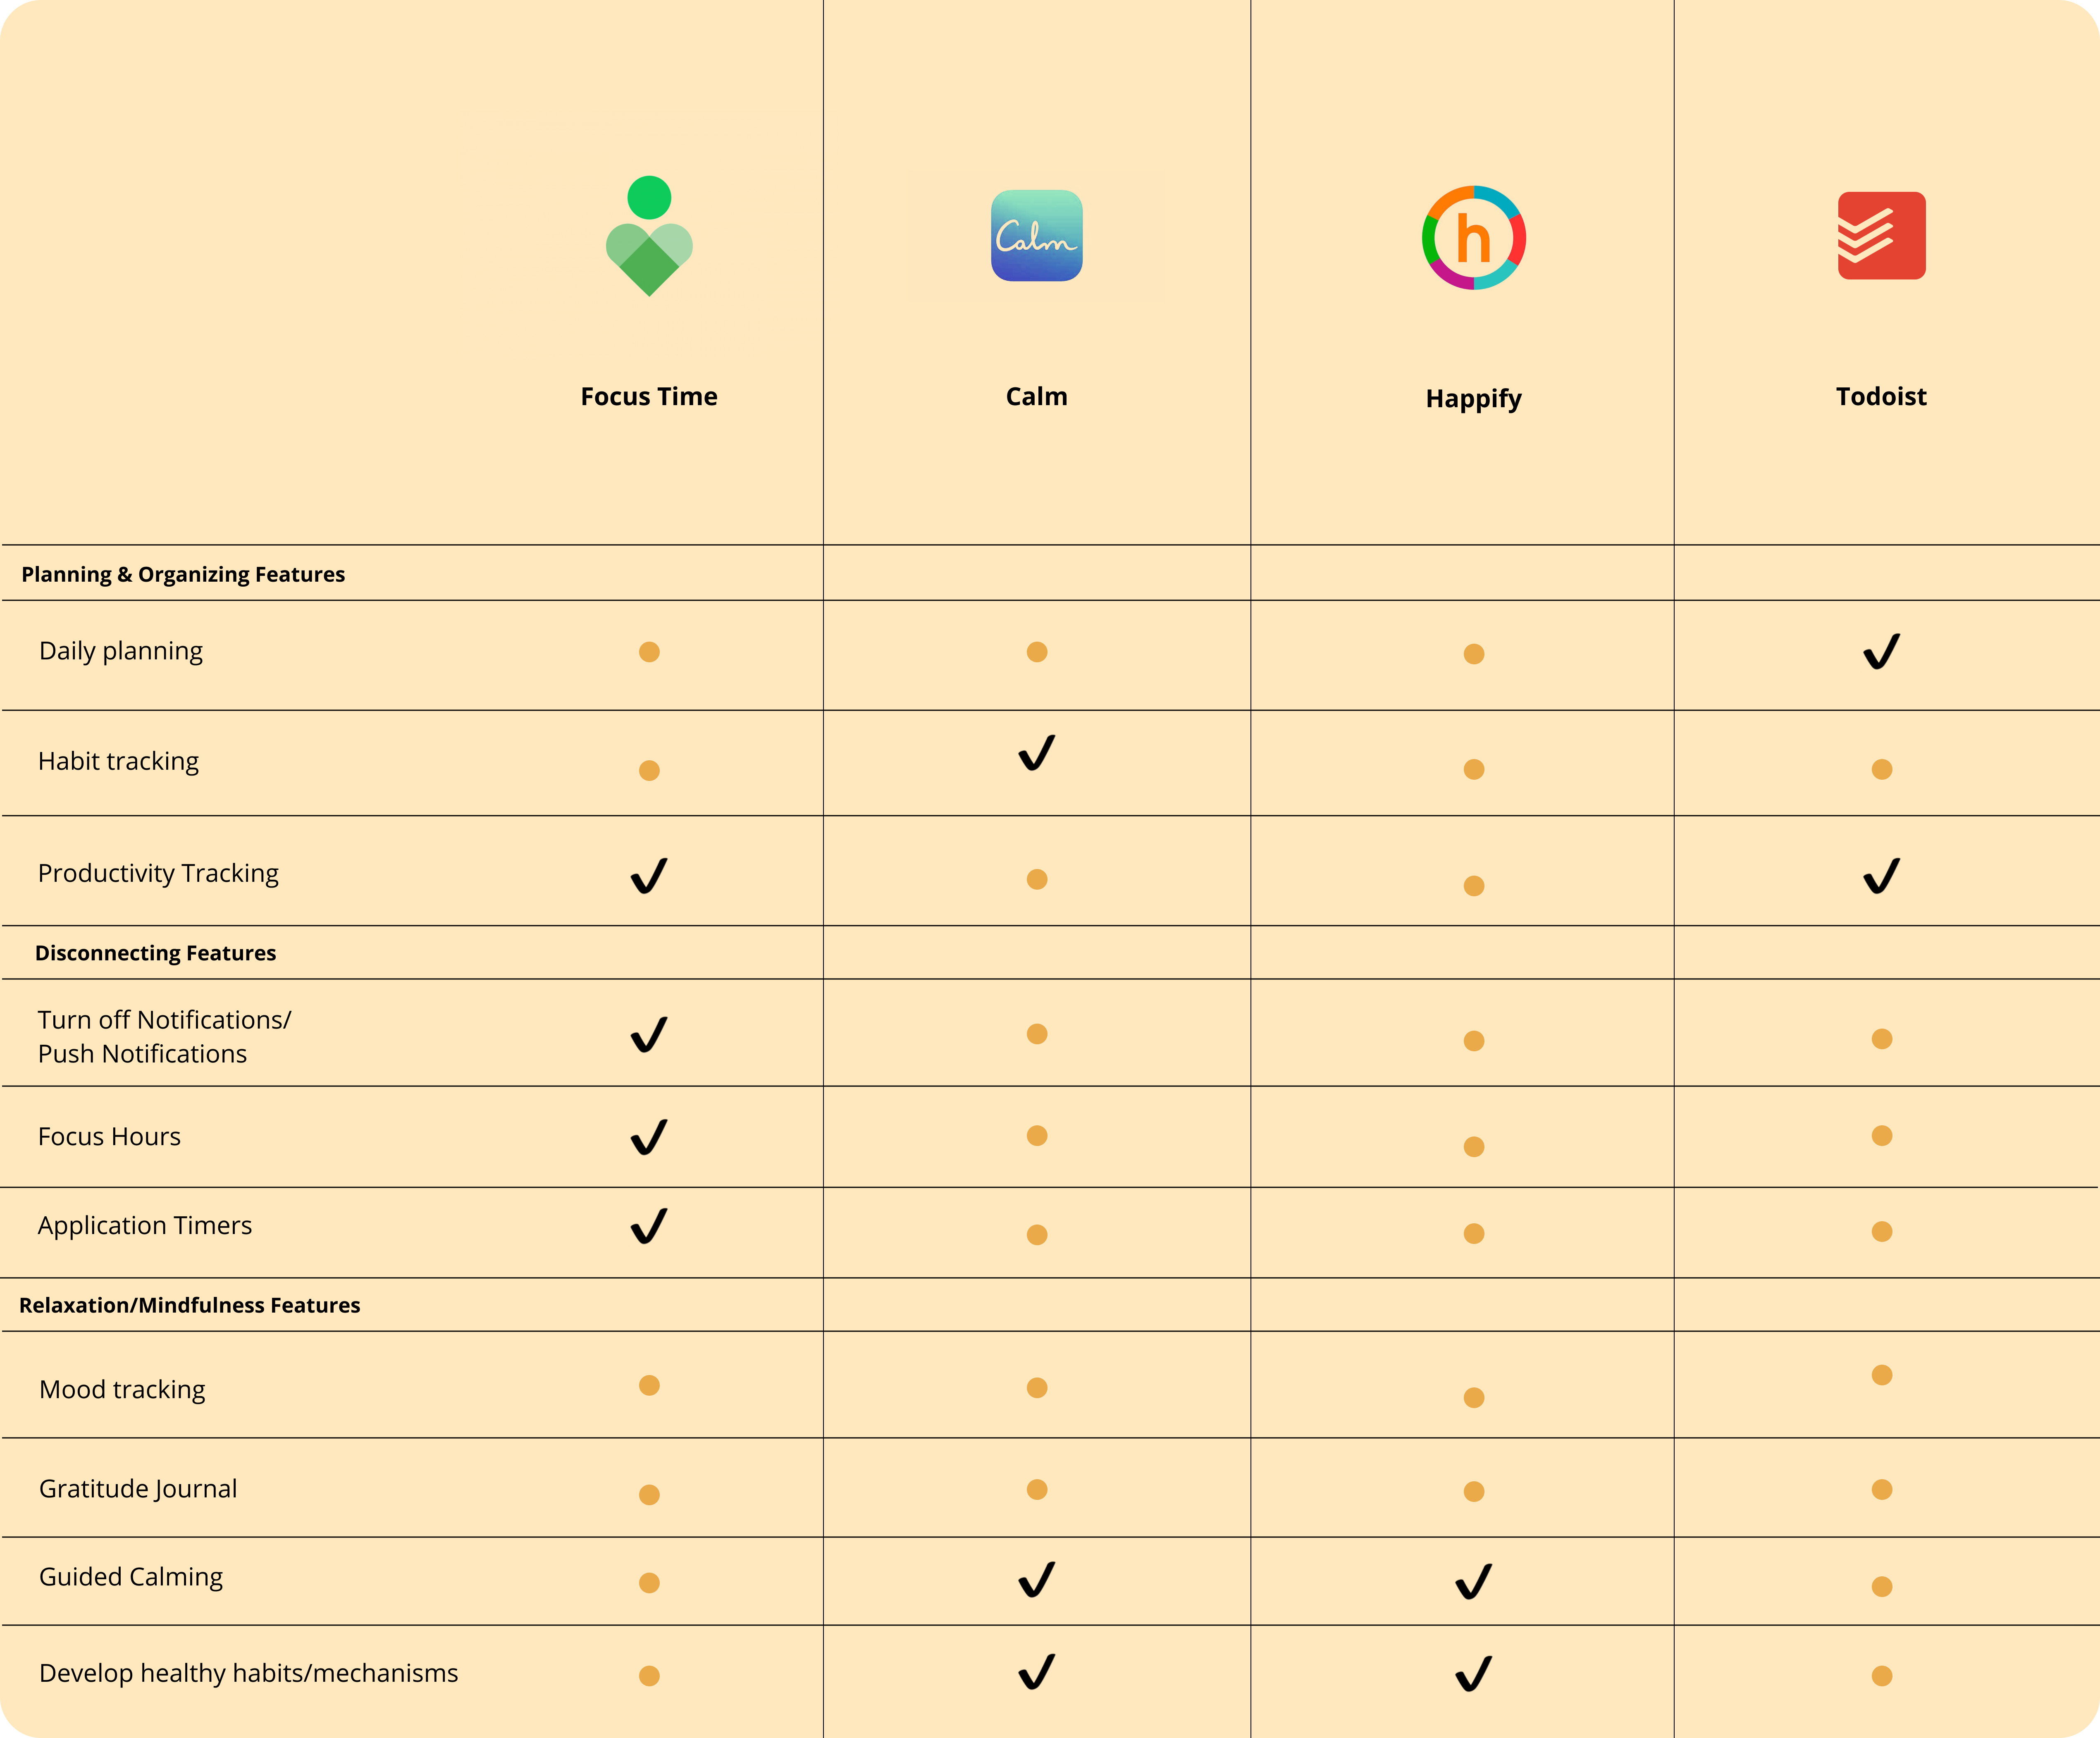 Calm
h
Focus Time
Calm
Happify
Todoist
Planning & Organizing Features
Daily planning
Habit tracking
Productivity Tracking
Disconnecting Features
Turn off Notifications/
Push Notifications
Focus Hours
Application Timers
Relaxation/Mindfulness Features
Mood tracking
Gratitude Journal
Guided Calming
Develop healthy habits/mechanisms